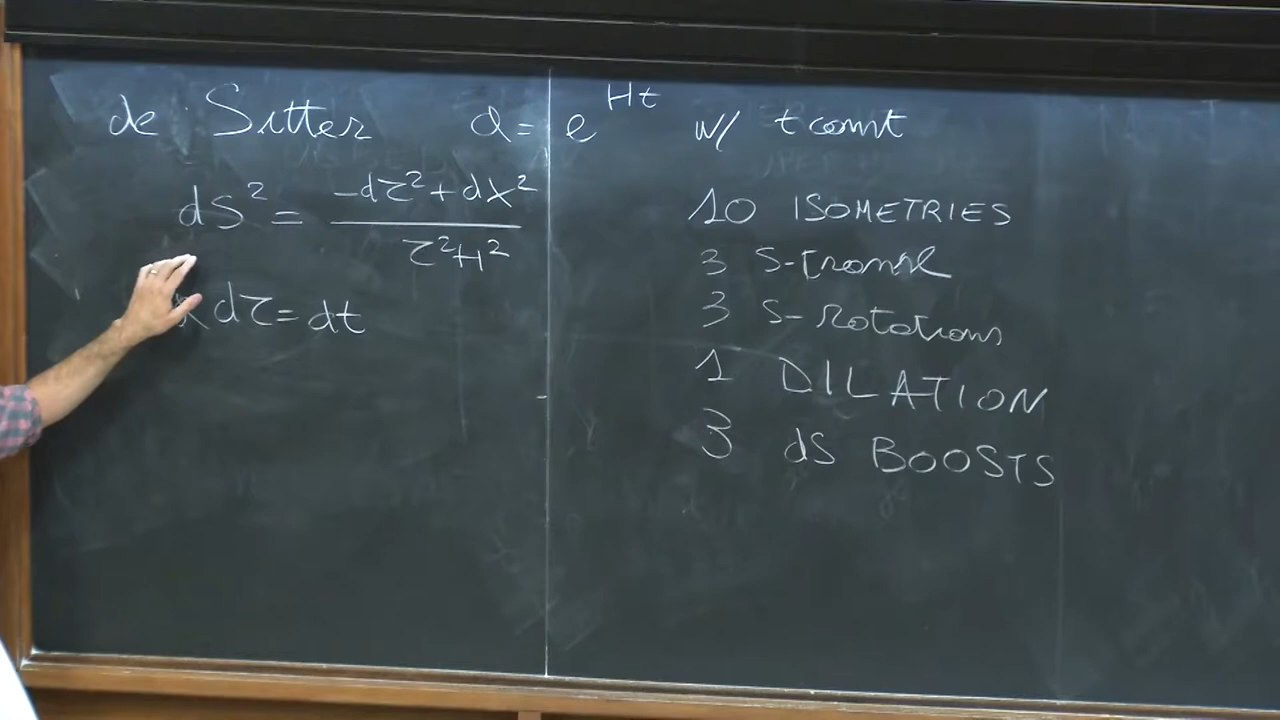 de Sitter a = e^{Ht} w/ t const
dS² = \frac{-dτ² + dx²}{τ²H²}
dτ = dt
10 ISOMETRIES
3 S-transl
3 S-rotations
1 DILATION
3 dS BOOSTS